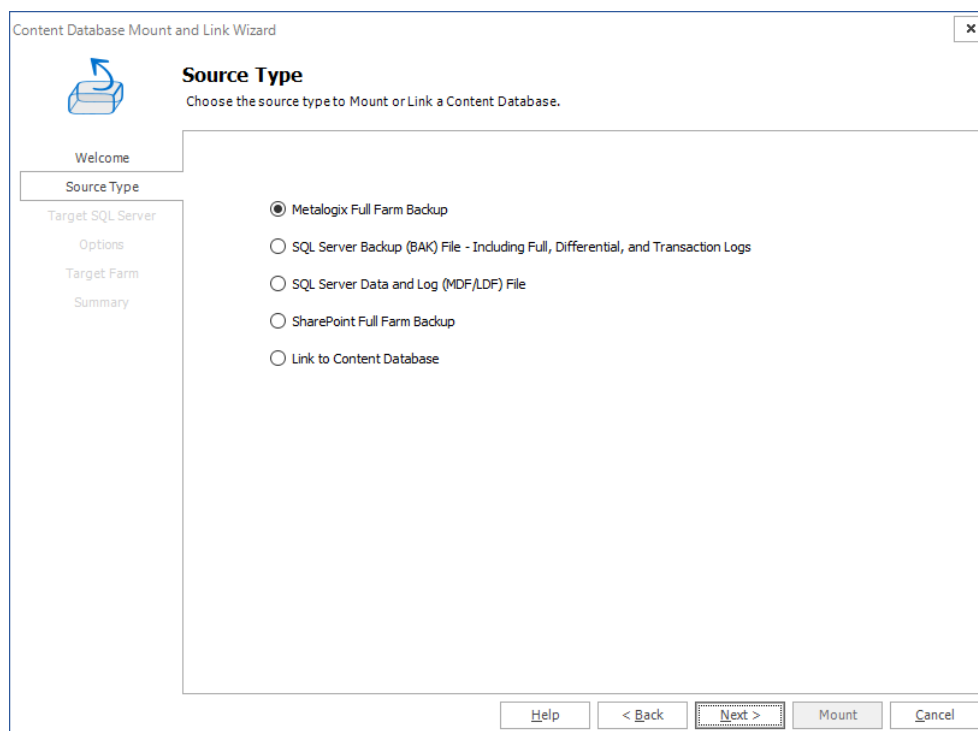 Content Database Mount and Link Wizard
Source Type
Choose the source type to Mount or Link a Content Database.
Welcome
Source Type
Target SQL Server
Options
Target Farm
Summary
Metalogix Full Farm Backup
SQL Server Backup (BAK) File - Including Full, Differential, and Transaction Logs
SQL Server Data and Log (MDF/LDF) File
SharePoint Full Farm Backup
Link to Content Database
Help
< Back
Next >
Mount
Cancel